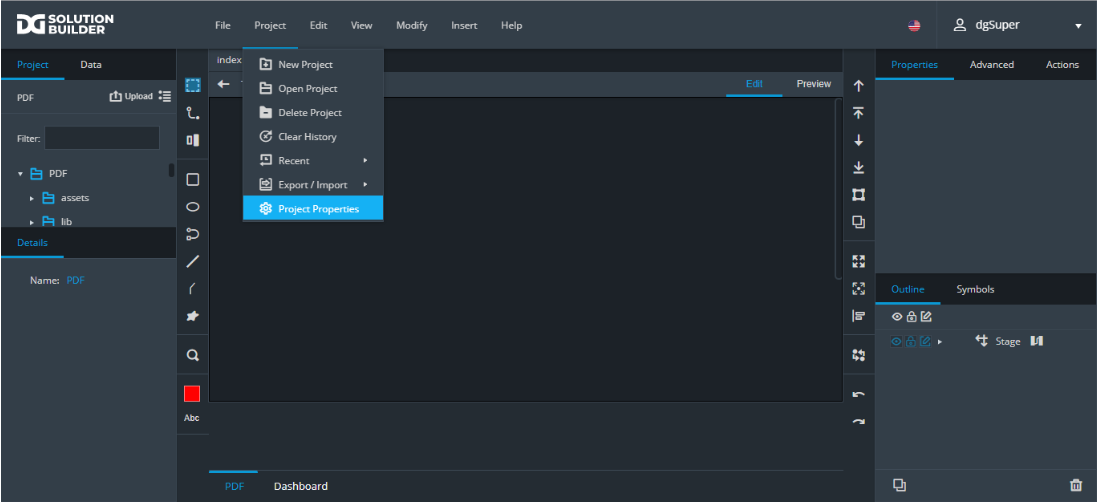 DG SOLUTION BUILDER
File Project Edit View Modify Insert Help
dgSuper
Project Data
PDF Upload
Filter:
PDF
assets
lib
Details
Name: PDF
index
New Project
Open Project
Delete Project
Clear History
Recent
Export / Import
Project Properties
Edit Preview
Abc
PDF Dashboard
Properties Advanced Actions
Outline Symbols
Stage